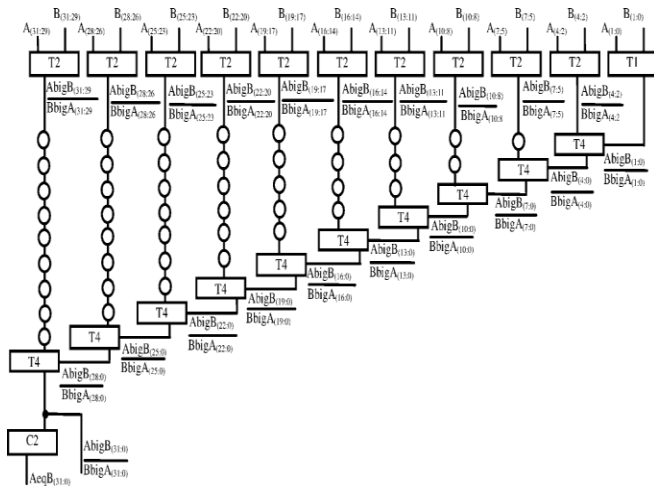 B(31:29) B(28:26) B(25:23) B(22:20) B(19:17) B(16:14) B(13:11) B(10:8) B(7:5) B(4:2) B(1:0)
A(31:29) A(28:26) A(25:23) A(22:20) A(19:17) A(16:14) A(13:11) A(10:8) A(7:5) A(4:2) A(1:0)
T2 T2 T2 T2 T2 T2 T2 T2 T2 T2 T1
AbigB(31:29 AbigB(28:26 AbigB(25:23 AbigB(22:20 AbigB(19:17 AbigB(16:14 AbigB(13:11 AbigB(10:8) AbigB(7:5) AbigB(4:2)
BbigA(31:29 BbigA(28:26 BbigA(25:23 BbigA(22:20 BbigA(19:17 BbigA(16:14 BbigA(13:11 BbigA(10:8 BbigA(7:5) BbigA(4:2
T4
AbigB(1:0)
BbigA(1:0)
T4
AbigB(4:0)
BbigA(4:0)
T4
AbigB(7:0)
BbigA(7:0)
T4
AbigB(10:0)
BbigA(10:0)
T4
AbigB(13:0)
BbigA(13:0)
T4
AbigB(16:0)
BbigA(16:0)
T4
AbigB(19:0)
BbigA(19:0)
T4
AbigB(22:0)
BbigA(22:0)
T4
AbigB(25:0)
BbigA(25:0)
T4
AbigB(28:0)
BbigA(28:0)
C2
AbigB(31:0)
BbigA(31:0)
AeqB(31:0)